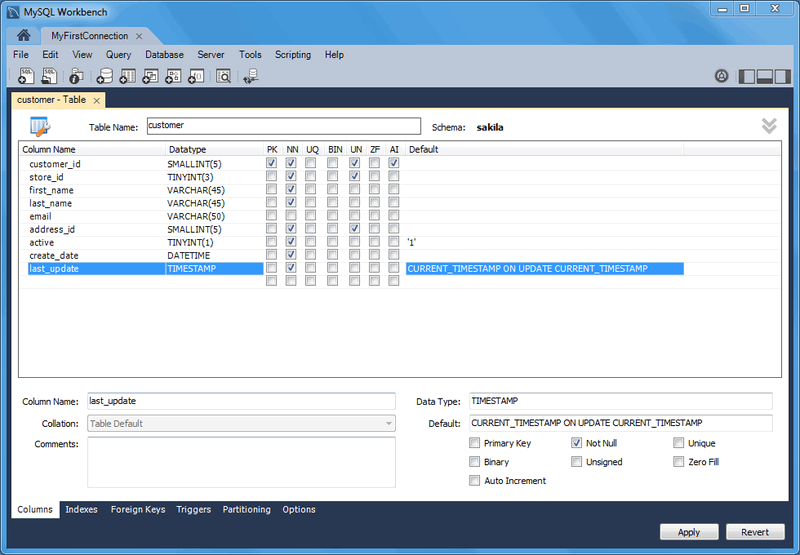 MySQL Workbench
MyFirstConnection
File Edit View Query Database Server Tools Scripting Help
customer - Table
Table Name: customer Schema: sakila
Column Name Datatype PK NN UQ BIN UN ZF AI Default
customer_id SMALLINT(5)
store_id TINYINT(3)
first_name VARCHAR(45)
last_name VARCHAR(45)
email VARCHAR(50)
address_id SMALLINT(5)
active TINYINT(1) '1'
create_date DATETIME
last_update TIMESTAMP CURRENT_TIMESTAMP ON UPDATE CURRENT_TIMESTAMP
Column Name: last_update Data Type: TIMESTAMP
Collation: Table Default Default: CURRENT_TIMESTAMP ON UPDATE CURRENT_TIMESTAMP
Comments: Primary Key Not Null Unique
Binary Unsigned Zero Fill
Auto Increment
Columns Indexes Foreign Keys Triggers Partitioning Options
Apply Revert